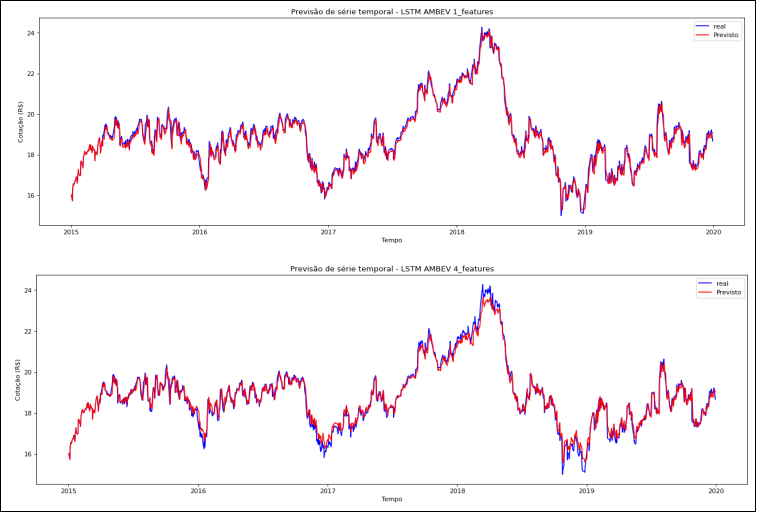 Previsão de série temporal - LSTM AMBEV 1_features
real
Previsto
24
22
20
18
16
Cotação (R$)
2015
2016
2017
2018
2019
2020
Tempo
Previsão de série temporal - LSTM AMBEV 4_features
real
Previsto
24
22
20
18
16
Cotação (R$)
2015
2016
2017
2018
2019
2020
Tempo